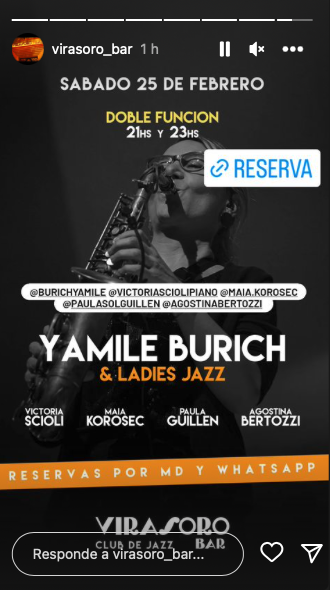 virasoro_bar 1 h
SABADO 25 DE FEBRERO
DOBLE FUNCION
21HS Y 23HS
RESERVA
@BURICHYAMILE @VICTORIASCIOLIPIANO @MAIA.KOROSEC
@PAULASOLGUILLEN @AGOSTINABERTOZZI
YAMILE BURICH
& LADIES JAZZ
VICTORIA SCIOLI
MAIA KOROSEC
PAULA GUILLEN
AGOSTINA BERTOZZI
RESERVAS POR MD Y WHATSAPP
VIRASORO
CLUB DE JAZZ BAR
Responde a virasoro_bar...